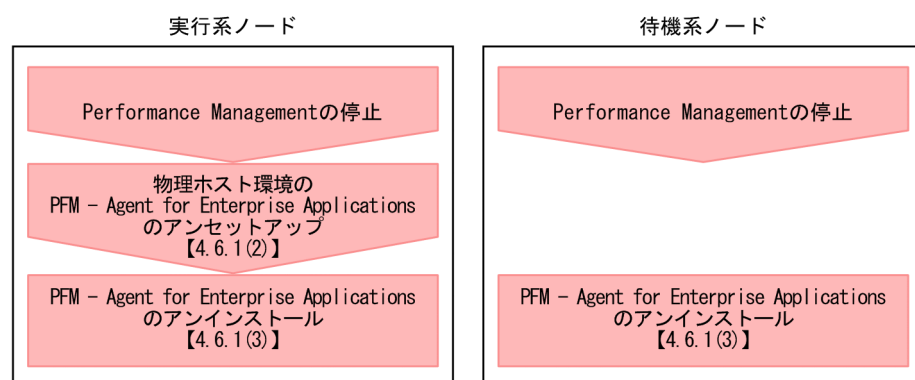 実行系ノード
Performance Managementの停止
物理ホスト環境の
PFM － Agent for Enterprise Applications
のアンセットアップ
【4.6.1(2)】
PFM － Agent for Enterprise Applications
のアンインストール
【4.6.1(3)】
待機系ノード
Performance Managementの停止
PFM － Agent for Enterprise Applications
のアンインストール
【4.6.1(3)】